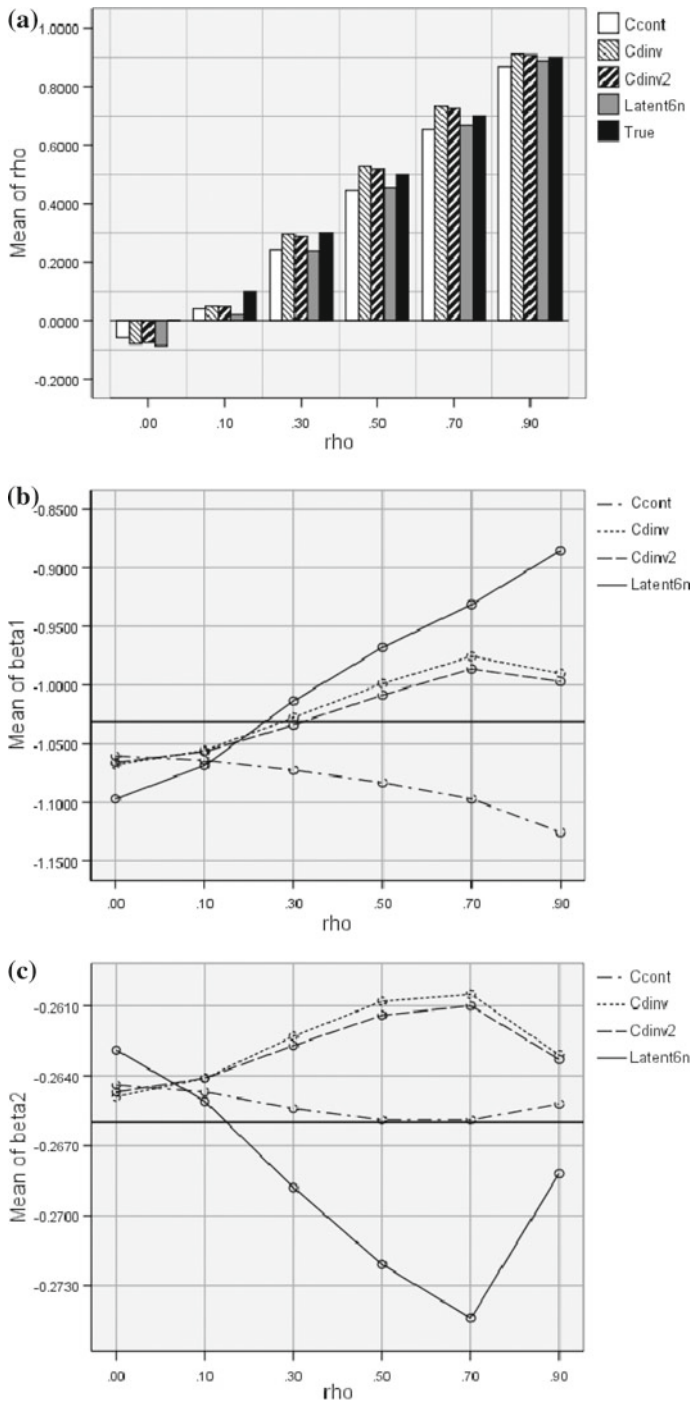 (a)
1.0000
0.8000
0.6000
0.4000
0.2000
0.0000
-0.2000
Mean of rho
.00 .10 .30 .50 .70 .90
rho
Ccont
Cdinv
Cdinv2
Latent6n
True
(b)
-0.8500
-0.9000
-0.9500
-1.0000
-1.0500
-1.1000
-1.1500
Mean of beta1
.00 .10 .30 .50 .70 .90
rho
Ccont
Cdinv
Cdinv2
Latent6n
(c)
-0.2610
-0.2640
-0.2670
-0.2700
-0.2730
Mean of beta2
.00 .10 .30 .50 .70 .90
rho
Ccont
Cdinv
Cdinv2
Latent6n